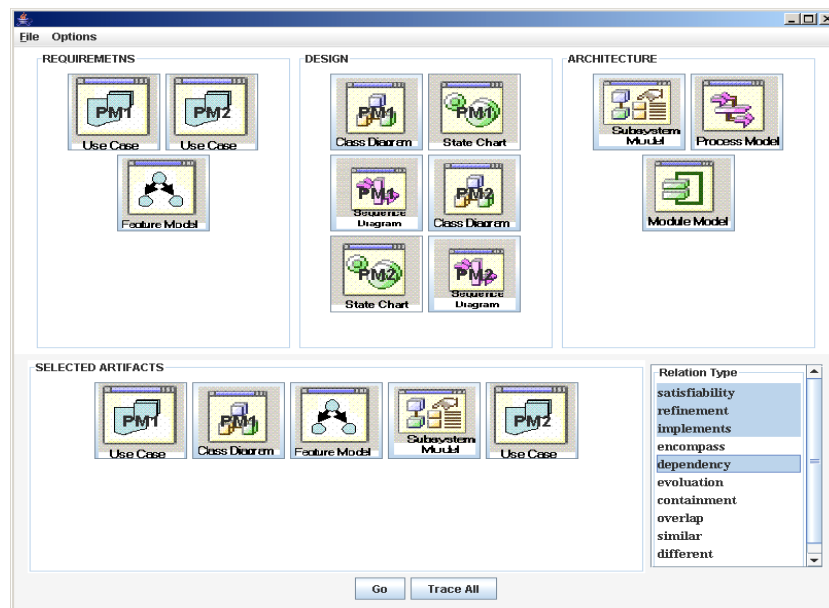 File Options
REQUIREMETNS
PM1
Use Case
PM2
Use Case
Feature Model
DESIGN
PM1
Class Diagram
PM1
State Chart
PM1
Sequence
Diagram
PM2
Class Diagram
PM2
State Chart
PM2
Sequence
Diagram
ARCHITECTURE
Subsystem
Model
Process Model
Module Model
SELECTED ARTIFACTS
PM1
Use Case
PM1
Class Diagram
Feature Model
Subsystem
Model
PM2
Use Case
Relation Type
satisfiability
refinement
implements
encompass
dependency
evaluation
containment
overlap
similar
different
Go Trace All